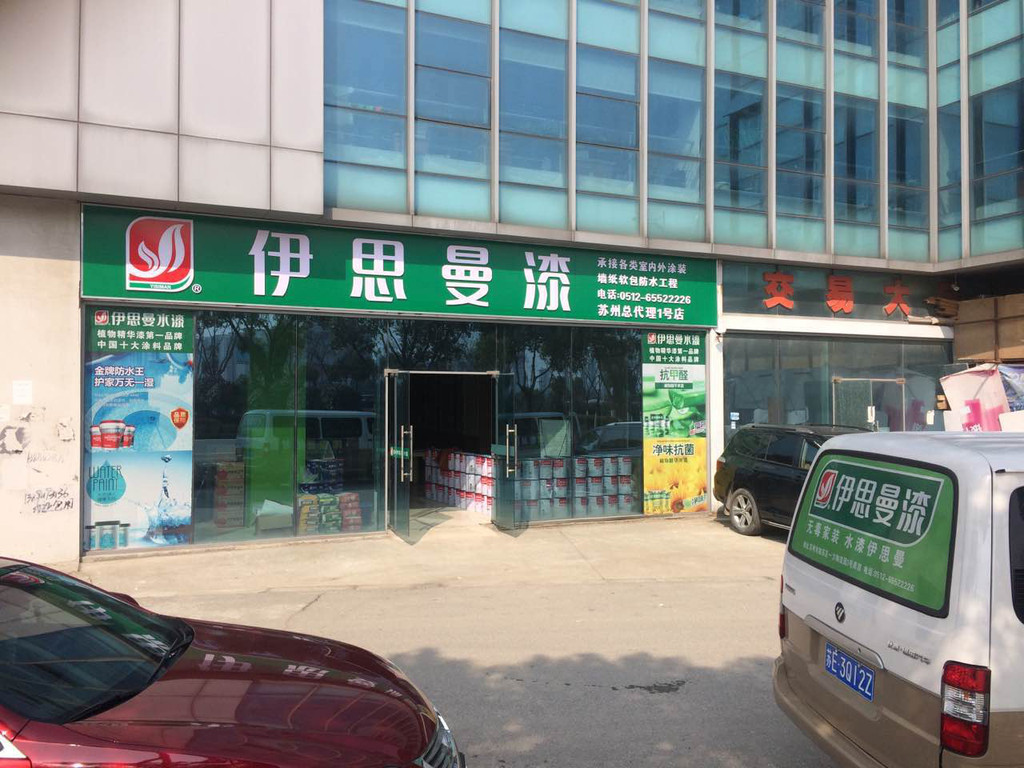 伊思曼漆
YISIMAN
®
承接各类室内外涂装
墙纸软包防水工程
电话:0512-65522226
苏州总代理1号店
交易大
伊思曼水漆
植物精华漆第一品牌
中国十大涂料品牌
金牌防水王
护家万无一湿
WATER
PAINT
伊思曼水漆
植物精华漆第一品牌
中国十大涂料品牌
抗甲醛
净味抗菌
伊思曼漆
无毒家装 水漆伊思曼
电话:0512-65522226
苏E·3Q12Z